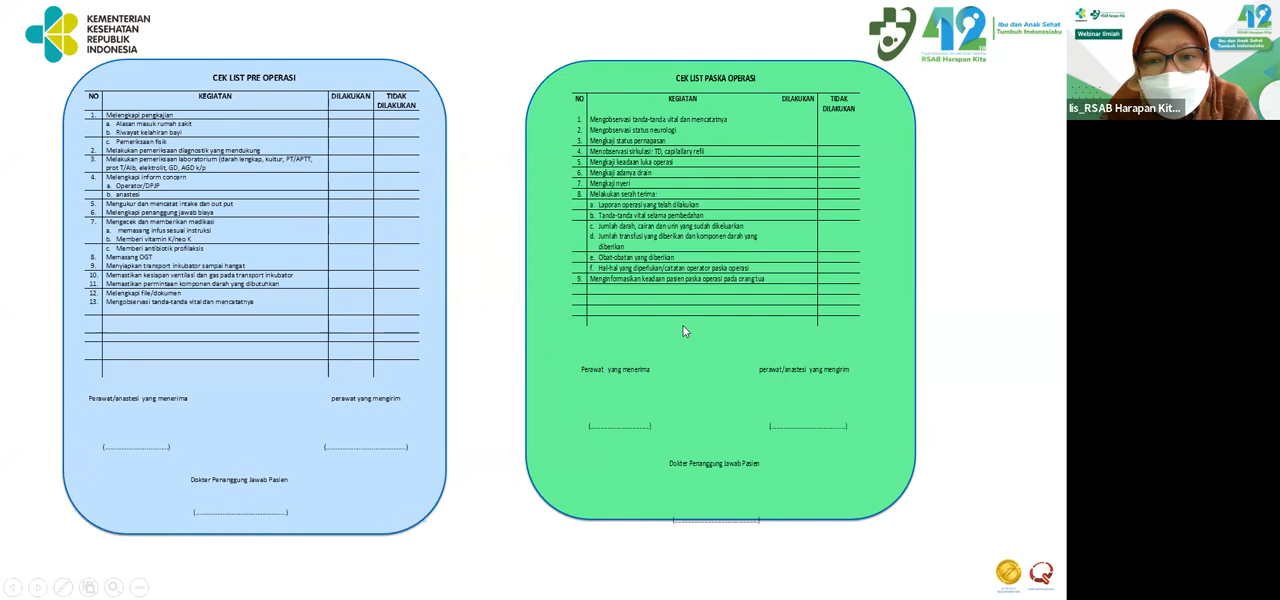 KEMENTERIAN
KESEHATAN
REPUBLIK
INDONESIA
42
Ibu dan Anak Sehat
Tumbuh Indonesiaku
RSAB Harapan Kita
CEK LIST PRE OPERASI
NO KEGIATAN DILAKUKAN TIDAK DILAKUKAN
1. Melengkapi pengkajian
a. Alasan masuk rumah sakit
b. Riwayat kelahiran bayi
c. Pemeriksaan fisik
2. Melakukan pemeriksaan diagnostik yang mendukung
3. Melakukan pemeriksaan laboratorium (darah lengkap, kultur, PT/APTT,
prot T/Alb, elektrolit, GD, AGD k/p
4. Melengkapi inform concern
a. Operator/DPJP
b. anastesi
5. Mengukur dan mencatat intake dan out put
6. Melengkapi penanggung jawab biaya
7. Mengecek dan memberikan medikasi
a. memasang infus sesuai instruksi
b. Memberi vitamin K/neo K
c. Memberi antibiotik profilaksis
8. Memasang OGT
9. Menyiapkan transport inkubator sampai hangat
10. Memastikan kesiapan ventilasi dan gas pada transport inkubator
11. Memastikan permintaan komponen darah yang dibutuhkan
12. Melengkapi file/dokumen
13. Mengobservasi tanda-tanda vital dan mencatatnya
Perawat/anastesi yang menerima perawat yang mengirim
(....................................) (..............................................)
Dokter Penanggung Jawab Pasien
(...................................................)
CEK LIST PASKA OPERASI
NO KEGIATAN DILAKUKAN TIDAK DILAKUKAN
1. Mengobservasi tanda-tanda vital dan mencatatnya
2. Mengobservasi status neurologi
3. Mengkaji status pernapasan
4. Menobservasi sirkulasi: TD, capilallary refil
5. Mengkaji keadaan luka operasi
6. Mengkaji adanya drain
7. Mengkaji nyeri
8. Melakukan serah terima:
a. Laporan operasi yang telah dilakukan
b. Tanda-tanda vital selama pembedahan
c. Jumlah darah, cairan dan urin yang sudah dikeluarkan
d. Jumlah transfusi yang diberikan dan komponen darah yang
diberikan
e. Obat-obatan yang diberikan
f. Hal-hal yang diperlukan/catatan operator paska operasi
9. Menginformasikan keadaan pasien paska operasi pada orang tua
Perawat yang menerima perawat/anastesi yang mengirim
(....................................) (..............................................)
Dokter Penanggung Jawab Pasien
(...................................................)
RSAB Harapan Kita
Webinar Ilmiah
42
Ibu dan Anak Sehat
Tumbuh Indonesiaku
lis_RSAB Harapan Kit...